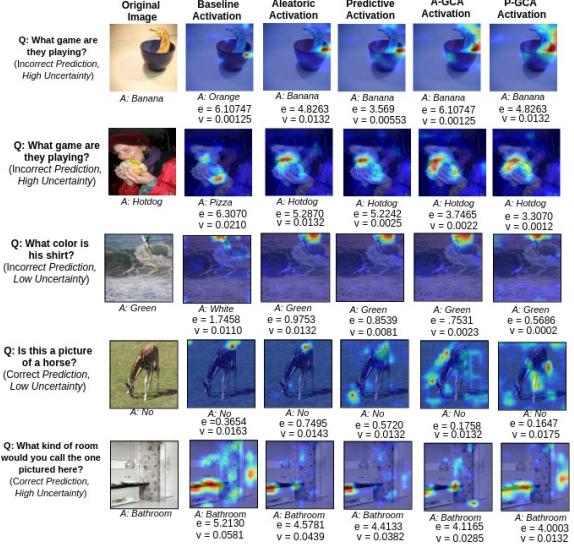 Original Image
Baseline Activation
Aleatoric Activation
Predictive Activation
A-GCA Activation
P-GCA Activation
Q: What game are
they playing?
(Incorrect Prediction,
High Uncertainty)
A: Banana
A: Orange
e = 6.10747
v = 0.00125
A: Banana
e = 4.8263
v = 0.0132
A: Banana
e = 3.569
v = 0.00553
A: Banana
e = 6.10747
v = 0.00125
A: Banana
e = 4.8263
v = 0.0132
Q: What game are
they playing?
(Incorrect Prediction,
High Uncertainty)
A: Hotdog
A: Pizza
e = 6.3070
v = 0.0210
A: Hotdog
e = 5.2870
v = 0.0132
A: Hotdog
e = 5.2242
v = 0.0025
A: Hotdog
e = 3.7465
v = 0.0022
A: Hotdog
e = 3.3070
v = 0.0012
Q: What color is
his shirt?
(Incorrect Prediction,
Low Uncertainty)
A: Green
A: White
e = 1.7458
v = 0.0110
A: Green
e = 0.9753
v = 0.0132
A: Green
e = 0.8539
v = 0.0081
A: Green
e = .7531
v = 0.0023
A: Green
e = 0.5686
v = 0.0002
Q: Is this a picture
of a horse?
(Correct Prediction,
Low Uncertainty)
A: No
A: No
e =0.3654
v = 0.0163
A: No
e = 0.7495
v = 0.0143
A: No
e = 0.5720
v = 0.0132
A: No
e = 0.1758
v = 0.0132
A: No
e = 0.1647
v = 0.0175
Q: What kind of room
would you call the one
pictured here?
(Correct Prediction,
High Uncertainty)
A: Bathroom
A: Bathroom
e = 5.2130
v = 0.0581
A: Bathroom
e = 4.5781
v = 0.0439
A: Bathroom
e = 4.4133
v = 0.0382
A: Bathroom
e = 4.1165
v = 0.0285
A: Bathroom
e = 4.0003
v = 0.0132